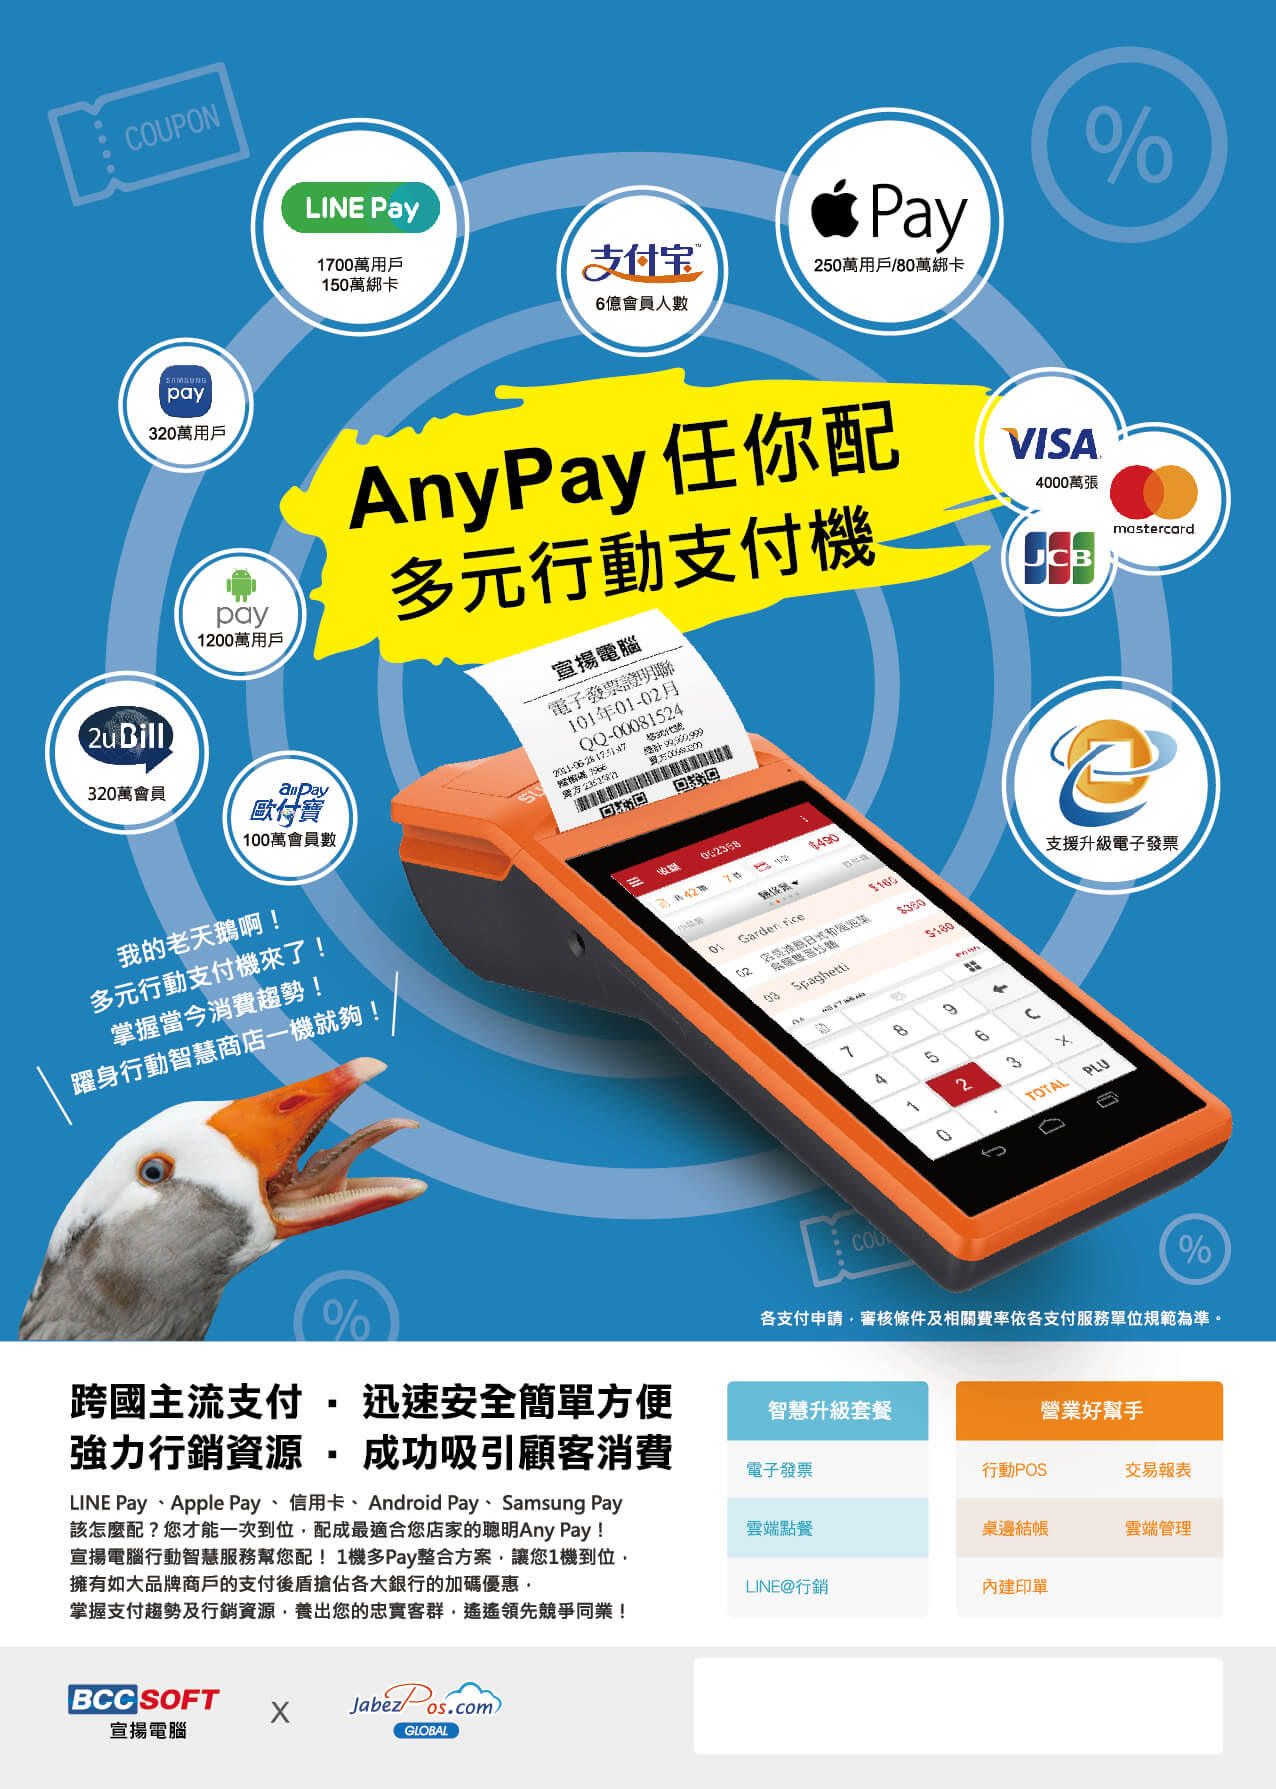 COUPON
%
LINE Pay
1700萬用戶
150萬綁卡
支付宝™
6億會員人數
Pay
250萬用戶/80萬綁卡
SAMSUNG
pay
320萬用戶
VISA
4000萬張
mastercard
JCB
AnyPay 任你配
多元行動支付機
pay
1200萬用戶
2uBill
320萬會員
allPay
歐付寶
100萬會員數
支援升級電子發票
宣揚電腦
電子發票證明聯
101年01-02月
QQ-00081524
收銀 002368
共 42 項 7 件 小計 $490
01 Garden rice $160
$380
02
03 Spaghetti $180
7 8 9
4 5 6 C
1 2 3 X
0 . TOTAL PLU
我的老天鵝啊！
多元行動支付機來了！
掌握當今消費趨勢！
躍身行動智慧商店一機就夠！
%
%
各支付申請，審核條件及相關費率依各支付服務單位規範為準。
跨國主流支付 · 迅速安全簡單方便
強力行銷資源 · 成功吸引顧客消費
LINE Pay 、Apple Pay 、 信用卡、 Android Pay、 Samsung Pay
該怎麼配？您才能一次到位，配成最適合您店家的聰明Any Pay！
宣揚電腦行動智慧服務幫您配！ 1機多Pay整合方案，讓您1機到位，
擁有如大品牌商戶的支付後盾搶佔各大銀行的加碼優惠，
掌握支付趨勢及行銷資源，養出您的忠實客群，遙遙領先競爭同業！
智慧升級套餐
電子發票
雲端點餐
LINE@行銷
營業好幫手
行動POS 交易報表
桌邊結帳 雲端管理
內建印單
BCCSOFT
宣揚電腦
X
JabezPos.com
GLOBAL